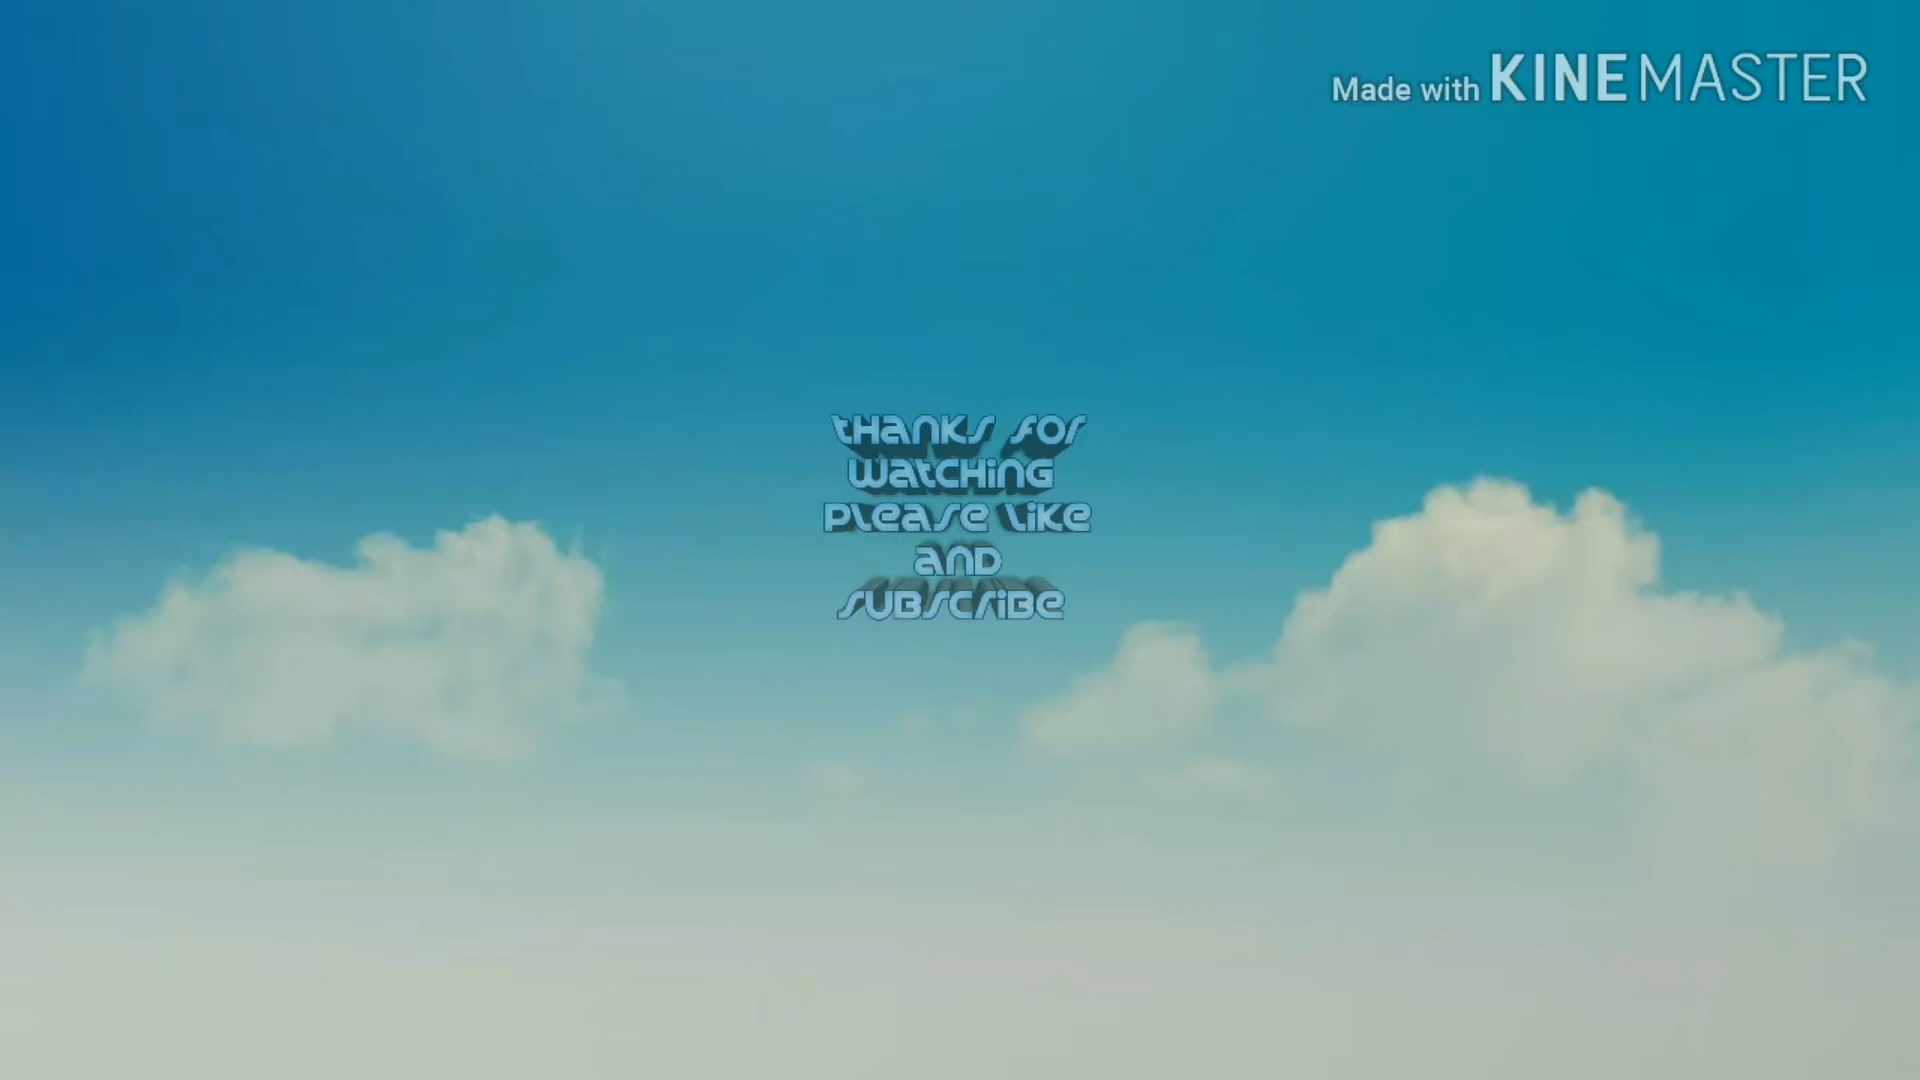 Made with KINEMASTER
tHanks for
watcHing
please like
and
subscribe